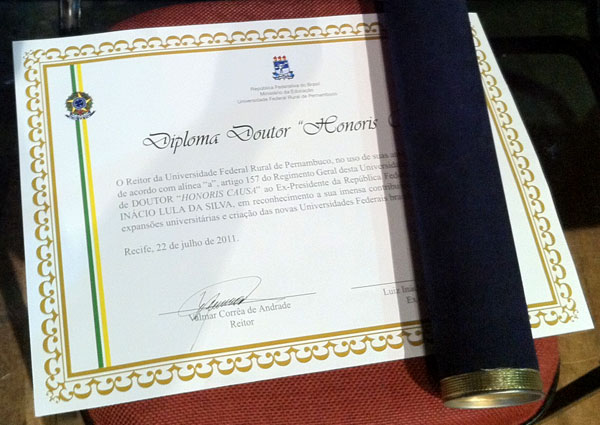 República Federativa do Brasil
Ministério da Educação
Universidade Federal Rural de Pernambuco
Diploma Doutor "Honoris C
O Reitor da Universidade Federal Rural de Pernambuco, no uso de suas
de acordo com alínea "a", artigo 157 do Regimento Geral desta
de DOUTOR "HONORIS CAUSA" ao Ex-Presidente da República
INÁCIO LULA DA SILVA, em reconhecimento a sua imensa
expansões universitárias e criação das novas Universidades Federais
Recife, 22 de julho de 2011.
Valmar Corrêa de Andrade
Reitor
Luiz